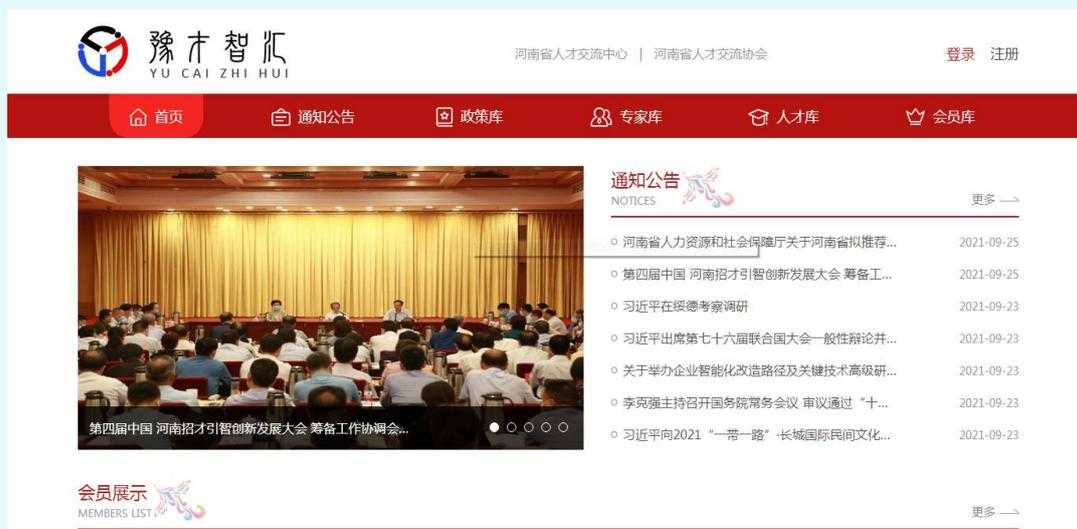 豫才智汇
YU CAI ZHI HUI
河南省人才交流中心 | 河南省人才交流协会
登录 注册
首页 通知公告 政策库 专家库 人才库 会员库
第四届中国 河南招才引智创新发展大会 筹备工作协调会...
通知公告
NOTICES
更多
河南省人力资源和社会保障厅关于河南省拟推荐... 2021-09-25
第四届中国 河南招才引智创新发展大会 筹备工... 2021-09-25
习近平在绥德考察调研 2021-09-23
习近平出席第七十六届联合国大会一般性辩论并... 2021-09-23
关于举办企业智能化改造路径及关键技术高级研... 2021-09-23
李克强主持召开国务院常务会议 审议通过“十... 2021-09-23
习近平向2021“一带一路”·长城国际民间文化... 2021-09-23
会员展示
MEMBERS LIST
更多